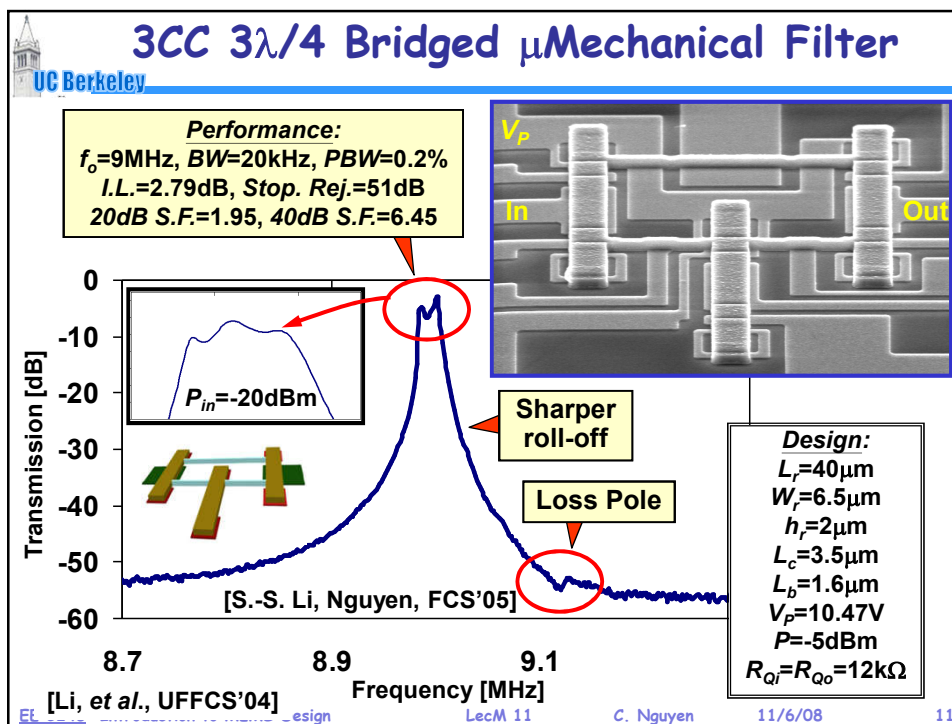 3CC 3λ/4 Bridged μMechanical Filter
UC Berkeley
Performance:
fo=9MHz, BW=20kHz, PBW=0.2%
I.L.=2.79dB, Stop. Rej.=51dB
20dB S.F.=1.95, 40dB S.F.=6.45
VP
In
Out
0
-10
-20
-30
-40
-50
-60
Transmission [dB]
Pin=-20dBm
Sharper
roll-off
Loss Pole
[S.-S. Li, Nguyen, FCS'05]
Design:
Lr=40μm
Wr=6.5μm
hr=2μm
Lc=3.5μm
Lb=1.6μm
VP=10.47V
P=-5dBm
RQi=RQo=12kΩ
8.7
8.9
9.1
Frequency [MHz]
[Li, et al., UFFCS'04]
esign
LecM 11
C. Nguyen
11/6/08
11